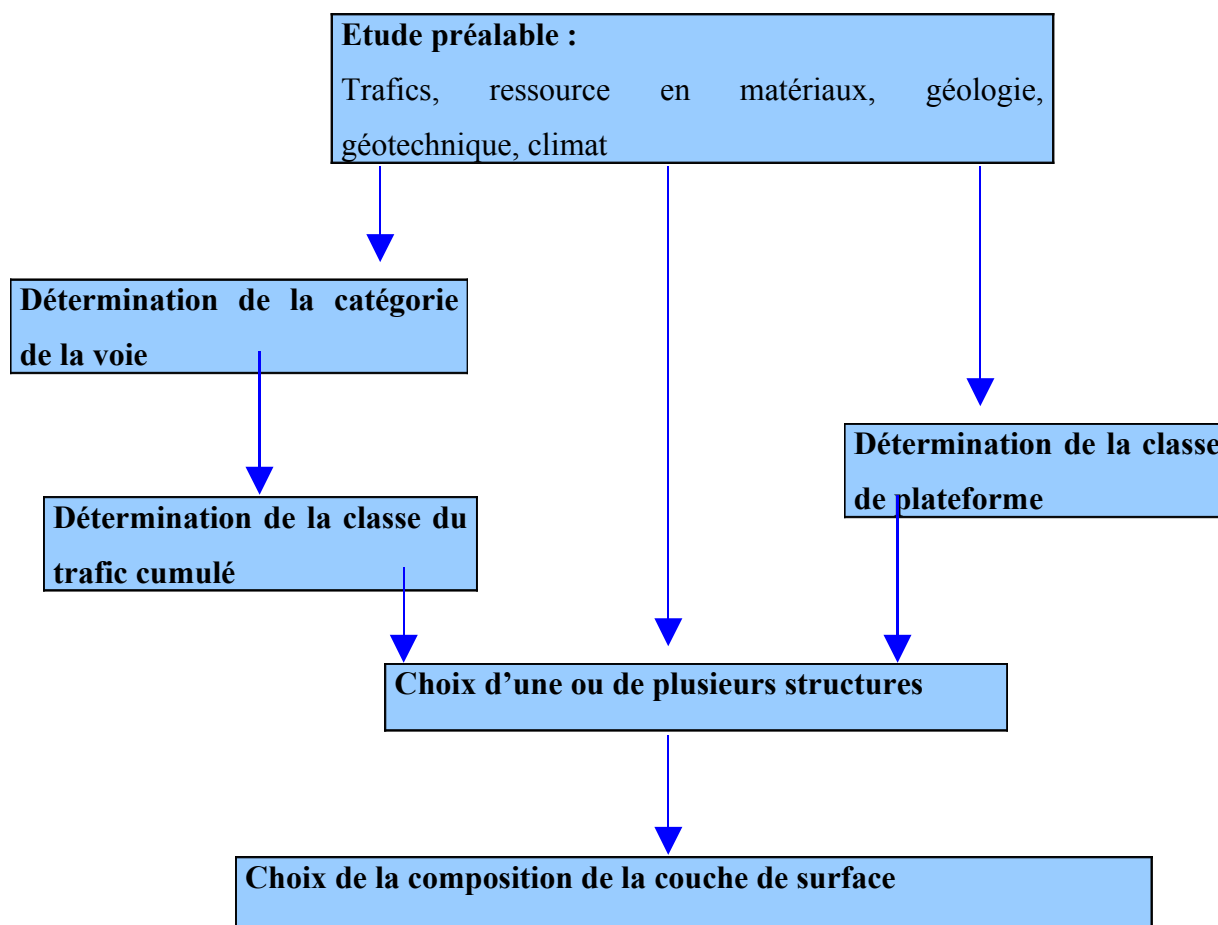 Etude préalable :
Trafics, ressource en matériaux, géologie,
géotechnique, climat
Détermination de la catégorie
de la voie
Détermination de la classe
de plateforme
Détermination de la classe du
trafic cumulé
Choix d’une ou de plusieurs structures
Choix de la composition de la couche de surface